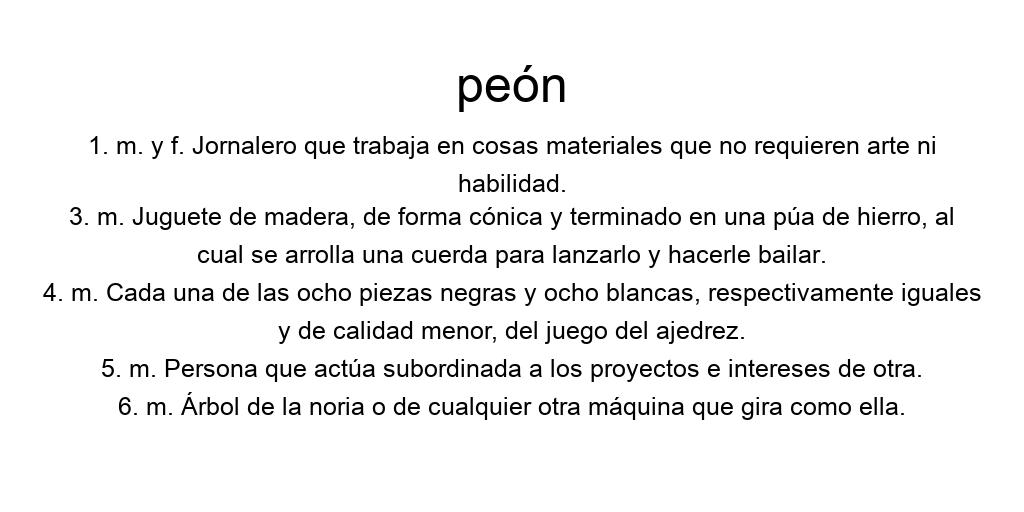 peón
1. m. y f. Jornalero que trabaja en cosas materiales que no requieren arte ni
habilidad.
3. m. Juguete de madera, de forma cónica y terminado en una púa de hierro, al
cual se arrolla una cuerda para lanzarlo y hacerle bailar.
4. m. Cada una de las ocho piezas negras y ocho blancas, respectivamente iguales
y de calidad menor, del juego del ajedrez.
5. m. Persona que actúa subordinada a los proyectos e intereses de otra.
6. m. Árbol de la noria o de cualquier otra máquina que gira como ella.